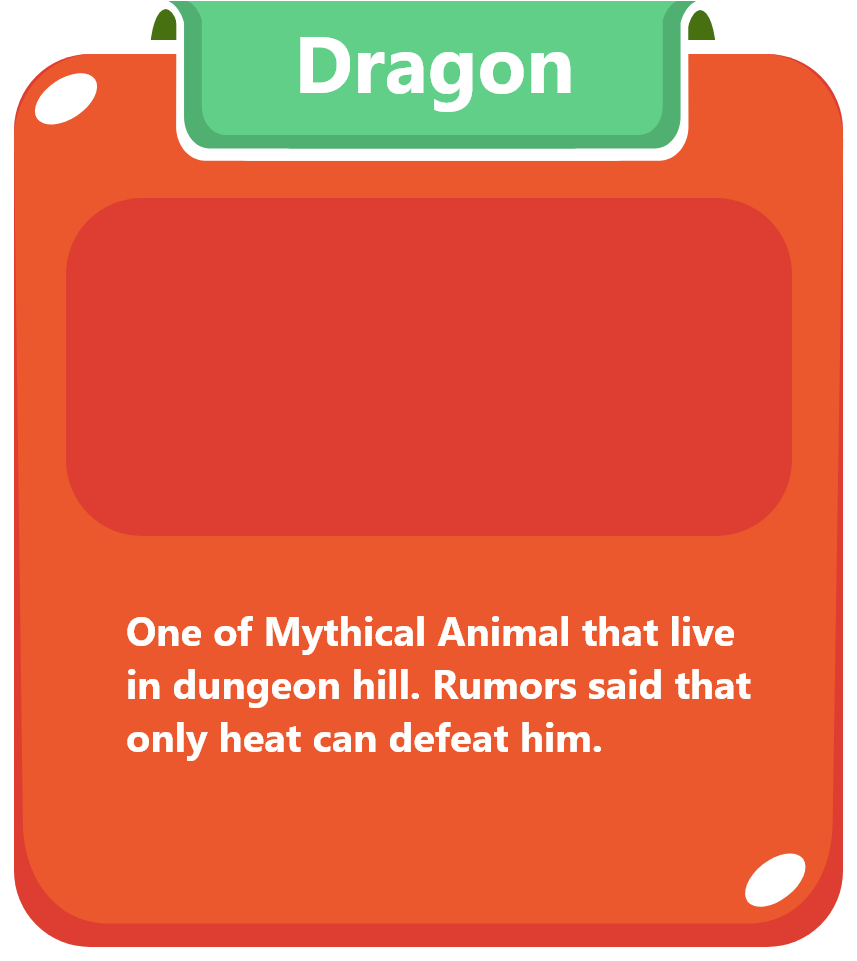 Dragon
One of Mythical Animal that live
in dungeon hill. Rumors said that
only heat can defeat him.